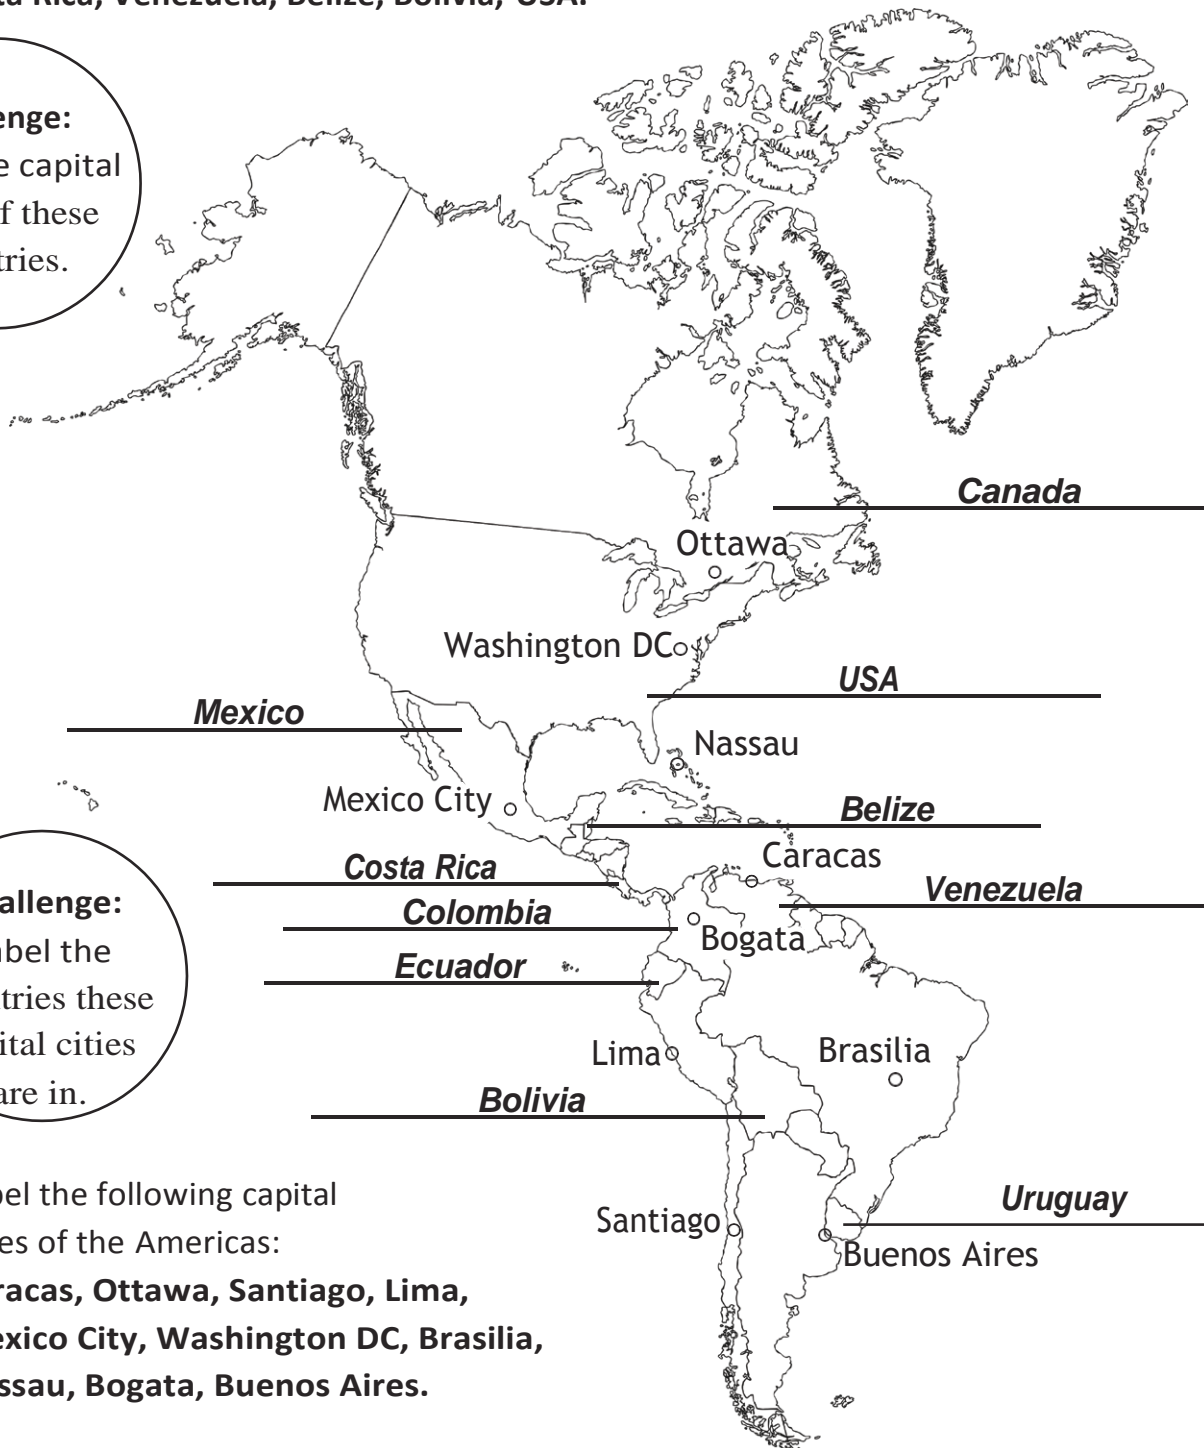 ta Rica, Venezuela, Belize, Bolivia, USA.
enge:
e capital
f these
tries.
Canada
Ottawa
Washington DC
USA
Mexico
Nassau
Mexico City
Belize
Caracas
Costa Rica
Venezuela
Colombia
Bogata
Ecuador
allenge:
abel the
ntries these
ital cities
are in.
Lima
Brasilia
Bolivia
Santiago
Uruguay
Buenos Aires
bel the following capital
es of the Americas:
racas, Ottawa, Santiago, Lima,
exico City, Washington DC, Brasilia,
ssau, Bogata, Buenos Aires.